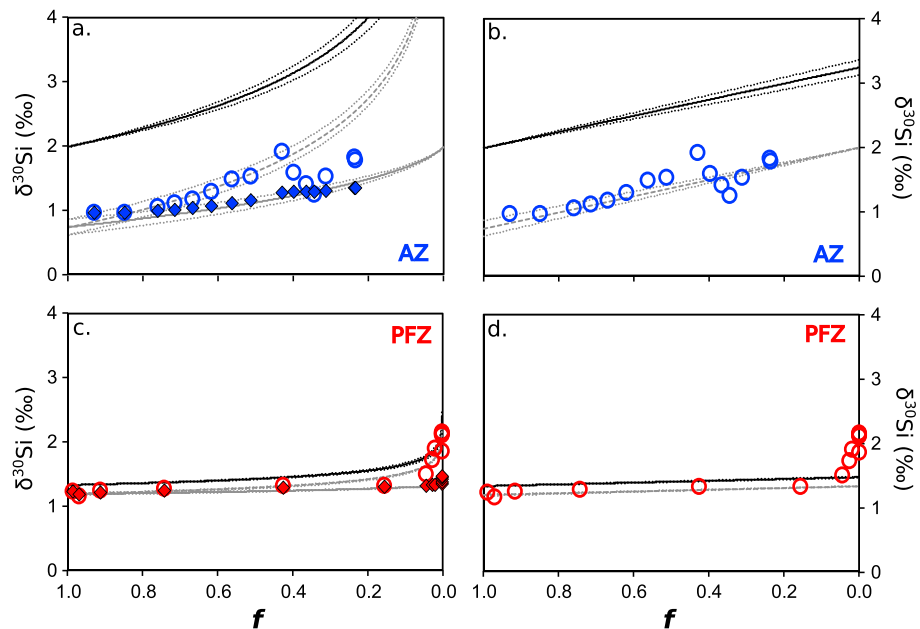 4 a. b. 4
3 3
δ³⁰Si (‰) 2 2 δ³⁰Si (‰)
1 1
AZ AZ
0 0
4 c. d. 4
PFZ PFZ
3 3
δ³⁰Si (‰) 2 2 δ³⁰Si (‰)
1 1
0 0
1.0 0.8 0.6 0.4 0.2 0.0 1.0 0.8 0.6 0.4 0.2 0.0
f f